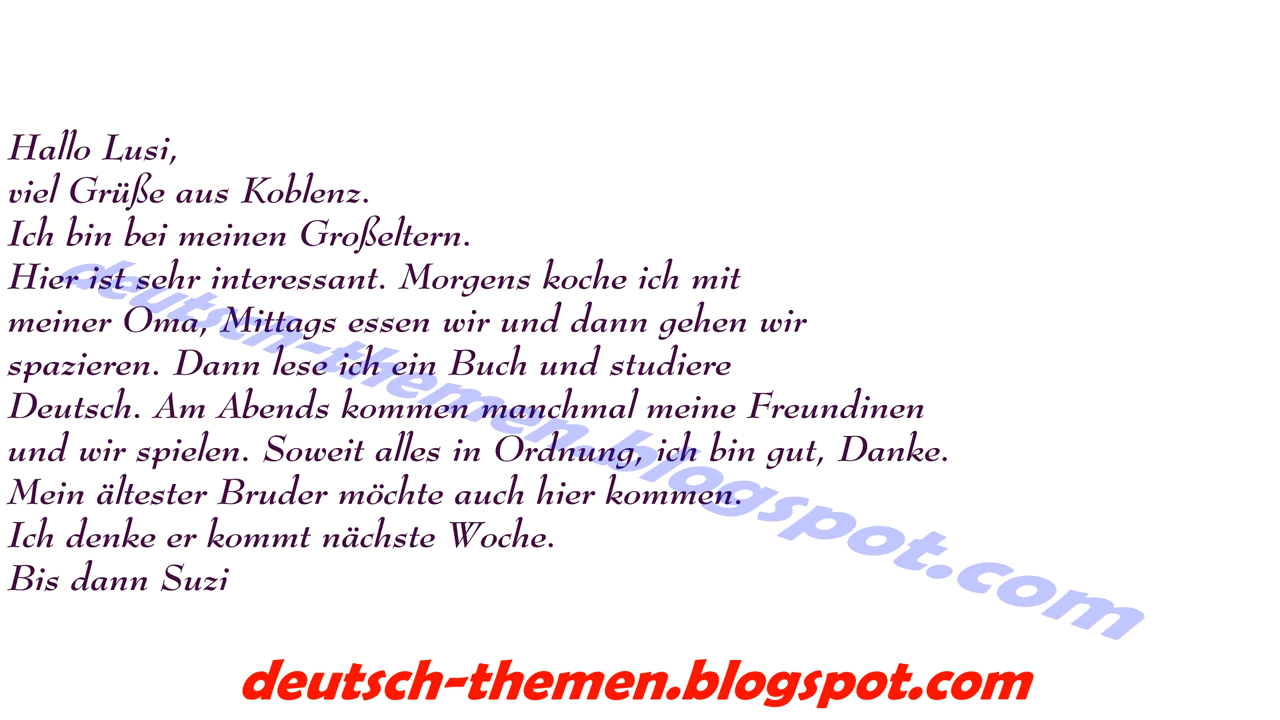 Hallo Lusi,
viel Grüße aus Koblenz.
Ich bin bei meinen Großeltern.
Hier ist sehr interessant. Morgens koche ich mit
meiner Oma, Mittags essen wir und dann gehen wir
spazieren. Dann lese ich ein Buch und studiere
Deutsch. Am Abends kommen manchmal meine Freundinen
und wir spielen. Soweit alles in Ordnung, ich bin gut, Danke.
Mein ältester Bruder möchte auch hier kommen.
Ich denke er kommt nächste Woche.
Bis dann Suzi
deutsch-themen.blogspot.com
deutsch-themen.blogspot.com